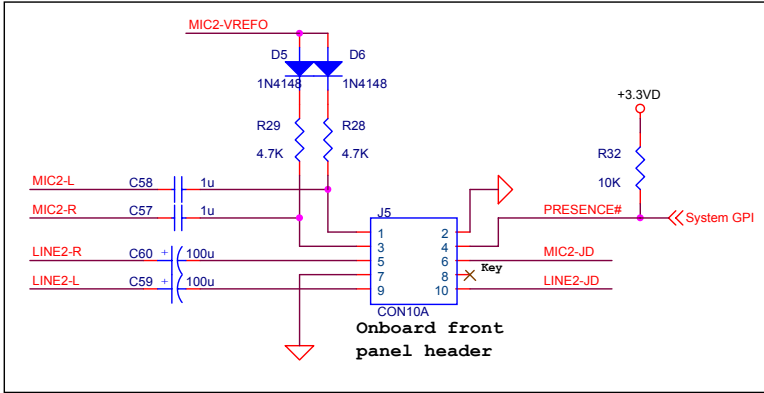 MIC2-VREFO
D5 D6
1N4148 1N4148
+3.3VD
R29 R28
4.7K 4.7K
R32
10K
MIC2-L C58 1u
MIC2-R C57 1u
J5
PRESENCE# System GPI
1 2
3 4
LINE2-R C60 + 100u 5 6 MIC2-JD
7 8 Key
LINE2-L C59 + 100u 9 10 LINE2-JD
CON10A
Onboard front
panel header